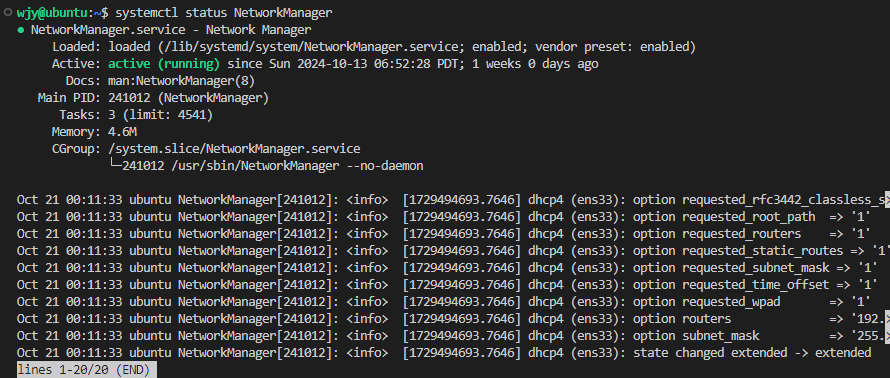 wjy@ubuntu:~$ systemctl status NetworkManager
● NetworkManager.service - Network Manager
Loaded: loaded (/lib/systemd/system/NetworkManager.service; enabled; vendor preset: enabled)
Active: active (running) since Sun 2024-10-13 06:52:28 PDT; 1 weeks 0 days ago
Docs: man:NetworkManager(8)
Main PID: 241012 (NetworkManager)
Tasks: 3 (limit: 4541)
Memory: 4.6M
CGroup: /system.slice/NetworkManager.service
└─241012 /usr/sbin/NetworkManager --no-daemon
Oct 21 00:11:33 ubuntu NetworkManager[241012]: <info>  [1729494693.7646] dhcp4 (ens33): option requested_rfc3442_classless_s>
Oct 21 00:11:33 ubuntu NetworkManager[241012]: <info>  [1729494693.7646] dhcp4 (ens33): option requested_root_path  => '1'
Oct 21 00:11:33 ubuntu NetworkManager[241012]: <info>  [1729494693.7646] dhcp4 (ens33): option requested_routers    => '1'
Oct 21 00:11:33 ubuntu NetworkManager[241012]: <info>  [1729494693.7646] dhcp4 (ens33): option requested_static_routes => '1'
Oct 21 00:11:33 ubuntu NetworkManager[241012]: <info>  [1729494693.7646] dhcp4 (ens33): option requested_subnet_mask => '1'
Oct 21 00:11:33 ubuntu NetworkManager[241012]: <info>  [1729494693.7646] dhcp4 (ens33): option requested_time_offset => '1'
Oct 21 00:11:33 ubuntu NetworkManager[241012]: <info>  [1729494693.7646] dhcp4 (ens33): option requested_wpad       => '1'
Oct 21 00:11:33 ubuntu NetworkManager[241012]: <info>  [1729494693.7646] dhcp4 (ens33): option routers              => '192.>
Oct 21 00:11:33 ubuntu NetworkManager[241012]: <info>  [1729494693.7646] dhcp4 (ens33): option subnet_mask          => '255.>
Oct 21 00:11:33 ubuntu NetworkManager[241012]: <info>  [1729494693.7646] dhcp4 (ens33): state changed extended -> extended
lines 1-20/20 (END)